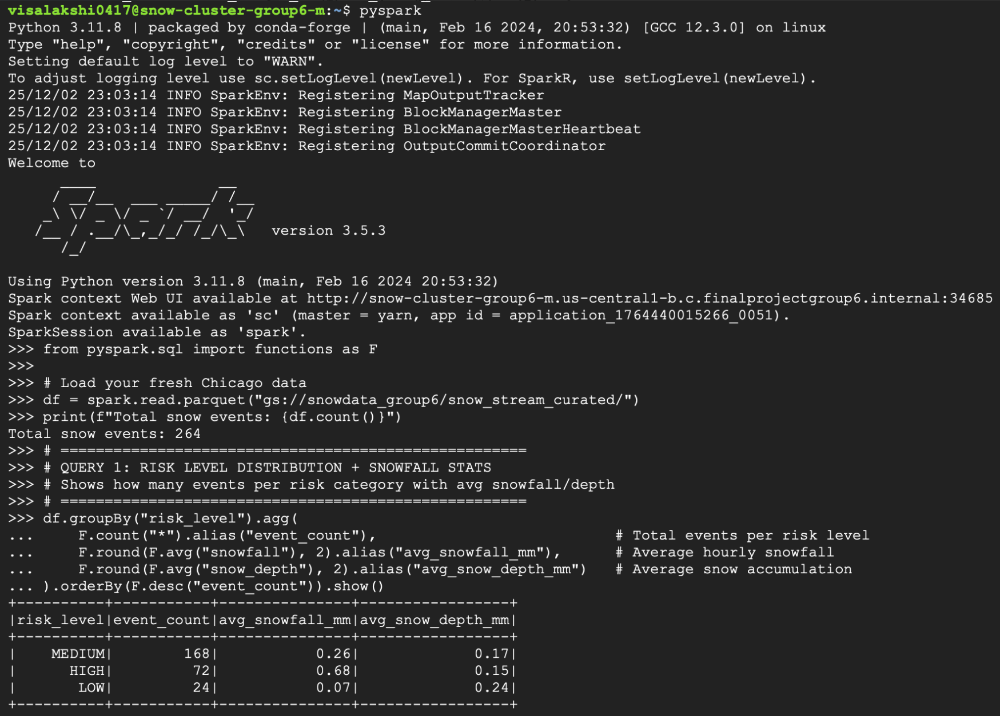 visalakshi0417@snow-cluster-group6-m:~$ pyspark
Python 3.11.8 | packaged by conda-forge | (main, Feb 16 2024, 20:53:32) [GCC 12.3.0] on linux
Type "help", "copyright", "credits" or "license" for more information.
Setting default log level to "WARN".
To adjust logging level use sc.setLogLevel(newLevel). For SparkR, use setLogLevel(newLevel).
25/12/02 23:03:14 INFO SparkEnv: Registering MapOutputTracker
25/12/02 23:03:14 INFO SparkEnv: Registering BlockManagerMaster
25/12/02 23:03:14 INFO SparkEnv: Registering BlockManagerMasterHeartbeat
25/12/02 23:03:14 INFO SparkEnv: Registering OutputCommitCoordinator
Welcome to
      ____              __
     / __/__  ___ _____/ /__
    _\ \/ _ \/ _ `/ __/  '_/
   /__ / .__/\_,_/_/ /_/\_\   version 3.5.3
      /_/
Using Python version 3.11.8 (main, Feb 16 2024 20:53:32)
Spark context Web UI available at http://snow-cluster-group6-m.us-central1-b.c.finalprojectgroup6.internal:34685
Spark context available as 'sc' (master = yarn, app id = application_1764440015266_0051).
SparkSession available as 'spark'.
>>> from pyspark.sql import functions as F
>>>
>>> # Load your fresh Chicago data
>>> df = spark.read.parquet("gs://snowdata_group6/snow_stream_curated/")
>>> print(f"Total snow events: {df.count()}")
Total snow events: 264
>>> # =====================================================
>>> # QUERY 1: RISK LEVEL DISTRIBUTION + SNOWFALL STATS
>>> # Shows how many events per risk category with avg snowfall/depth
>>> # =====================================================
>>> df.groupBy("risk_level").agg(
...     F.count("*").alias("event_count"),                           # Total events per risk level
...     F.round(F.avg("snowfall"), 2).alias("avg_snowfall_mm"),      # Average hourly snowfall
...     F.round(F.avg("snow_depth"), 2).alias("avg_snow_depth_mm")   # Average snow accumulation
... ).orderBy(F.desc("event_count")).show()
+----------+-----------+---------------+-----------------+
|risk_level|event_count|avg_snowfall_mm|avg_snow_depth_mm|
+----------+-----------+---------------+-----------------+
|    MEDIUM|        168|           0.26|             0.17|
|      HIGH|         72|           0.68|             0.15|
|       LOW|         24|           0.07|             0.24|
+----------+-----------+---------------+-----------------+